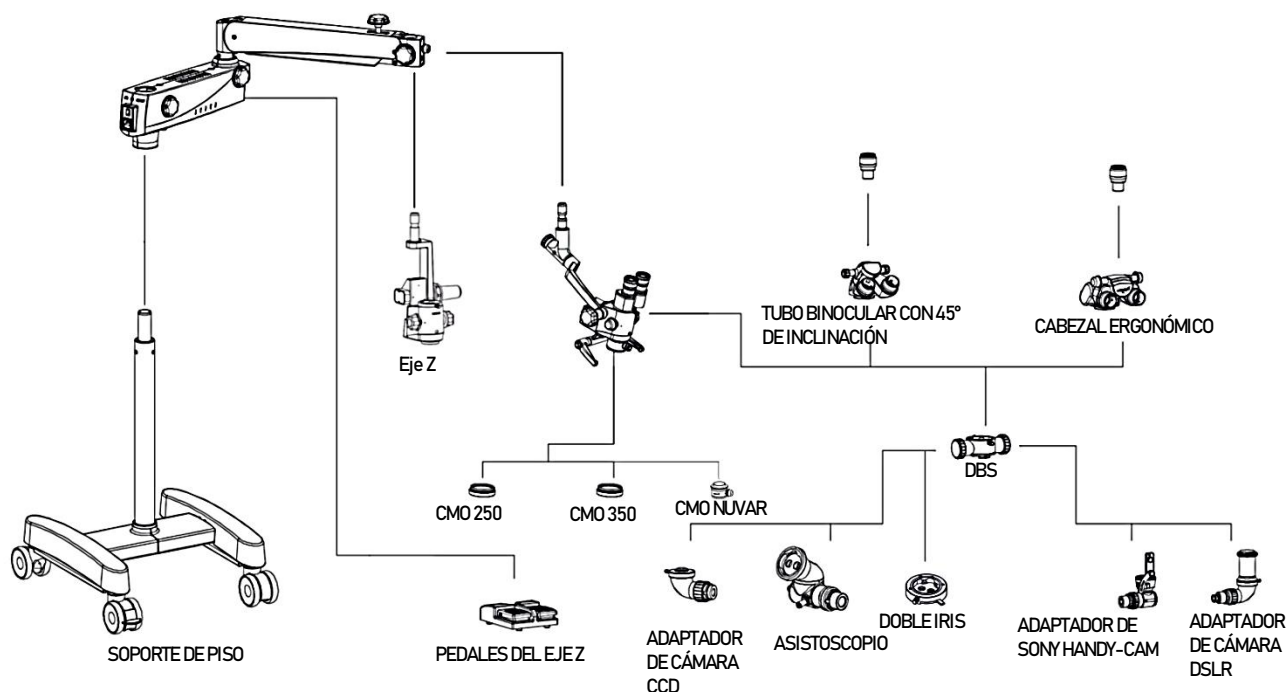 TUBO BINOCULAR CON 45°
DE INCLINACIÓN
CABEZAL ERGONÓMICO
Eje Z
DBS
CMO 250
CMO 350
CMO NUVAR
SOPORTE DE PISO
PEDALES DEL EJE Z
ADAPTADOR
DE CÁMARA
CCD
ASISTOSCOPIO
DOBLE IRIS
ADAPTADOR DE
SONY HANDY-CAM
ADAPTADOR
DE CÁMARA
DSLR